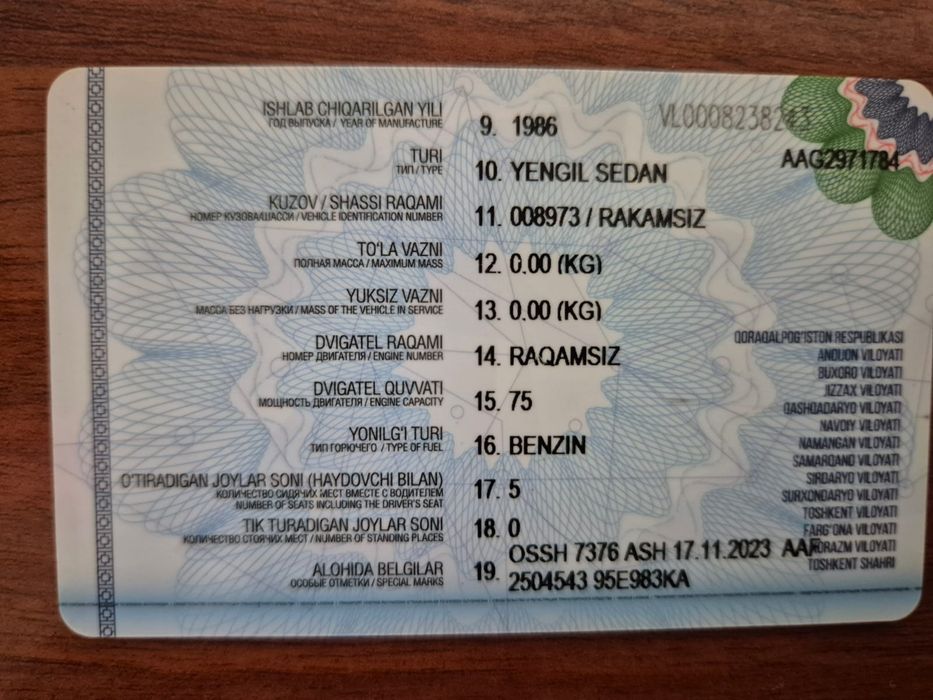 VL0008238243
AAG2971784
ISHLAB CHIQARILGAN YILI
ГОД ВЫПУСКА / YEAR OF MANUFACTURE
9. 1986
TURI
ТИП / TYPE
10. YENGIL SEDAN
KUZOV / SHASSI RAQAMI
НОМЕР КУЗОВА/ШАССИ / VEHICLE IDENTIFICATION NUMBER
11. 008973 / RAKAMSIZ
TO'LA VAZNI
ПОЛНАЯ МАССА / MAXIMUM MASS
12. 0.00 (KG)
YUKSIZ VAZNI
МАССА БЕЗ НАГРУЗКИ / MASS OF THE VEHICLE IN SERVICE
13. 0.00 (KG)
DVIGATEL RAQAMI
НОМЕР ДВИГАТЕЛЯ / ENGINE NUMBER
14. RAQAMSIZ
DVIGATEL QUVVATI
МОЩНОСТЬ ДВИГАТЕЛЯ / ENGINE CAPACITY
15. 75
YONILG'I TURI
ТИП ГОРЮЧЕГО / TYPE OF FUEL
16. BENZIN
O'TIRADIGAN JOYLAR SONI (HAYDOVCHI BILAN)
КОЛИЧЕСТВО СИДЯЧИХ МЕСТ ВМЕСТЕ С ВОДИТЕЛЕМ
NUMBER OF SEATS INCLUDING THE DRIVER'S SEAT
17. 5
TIK TURADIGAN JOYLAR SONI
КОЛИЧЕСТВО СТОЯЧИХ МЕСТ / NUMBER OF STANDING PLACES
18. 0
ALOHIDA BELGILAR
ОСОБЫЕ ОТМЕТКИ / SPECIAL MARKS
19. OSSH 7376 ASH 17.11.2023 AAF
2504543 95E983KA
QORAQALPOG'ISTON RESPUBLIKASI
ANDIJON VILOYATI
BUXORO VILOYATI
JIZZAX VILOYATI
QASHQADARYO VILOYATI
NAVOIY VILOYATI
NAMANGAN VILOYATI
SAMARQAND VILOYATI
SIRDARYO VILOYATI
SURXONDARYO VILOYATI
TOSHKENT VILOYATI
FARG'ONA VILOYATI
XORAZM VILOYATI
TOSHKENT SHAHRI